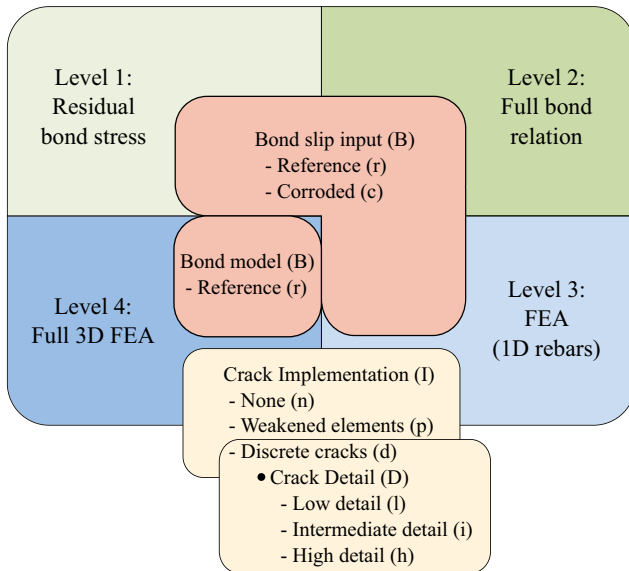 Level 1:
Residual
bond stress
Level 2:
Full bond
relation
Bond slip input (B)
- Reference (r)
- Corroded (c)
Bond model (B)
- Reference (r)
Level 4:
Full 3D FEA
Level 3:
FEA
(1D rebars)
Crack Implementation (I)
- None (n)
- Weakened elements (p)
- Discrete cracks (d)
• Crack Detail (D)
- Low detail (l)
- Intermediate detail (i)
- High detail (h)